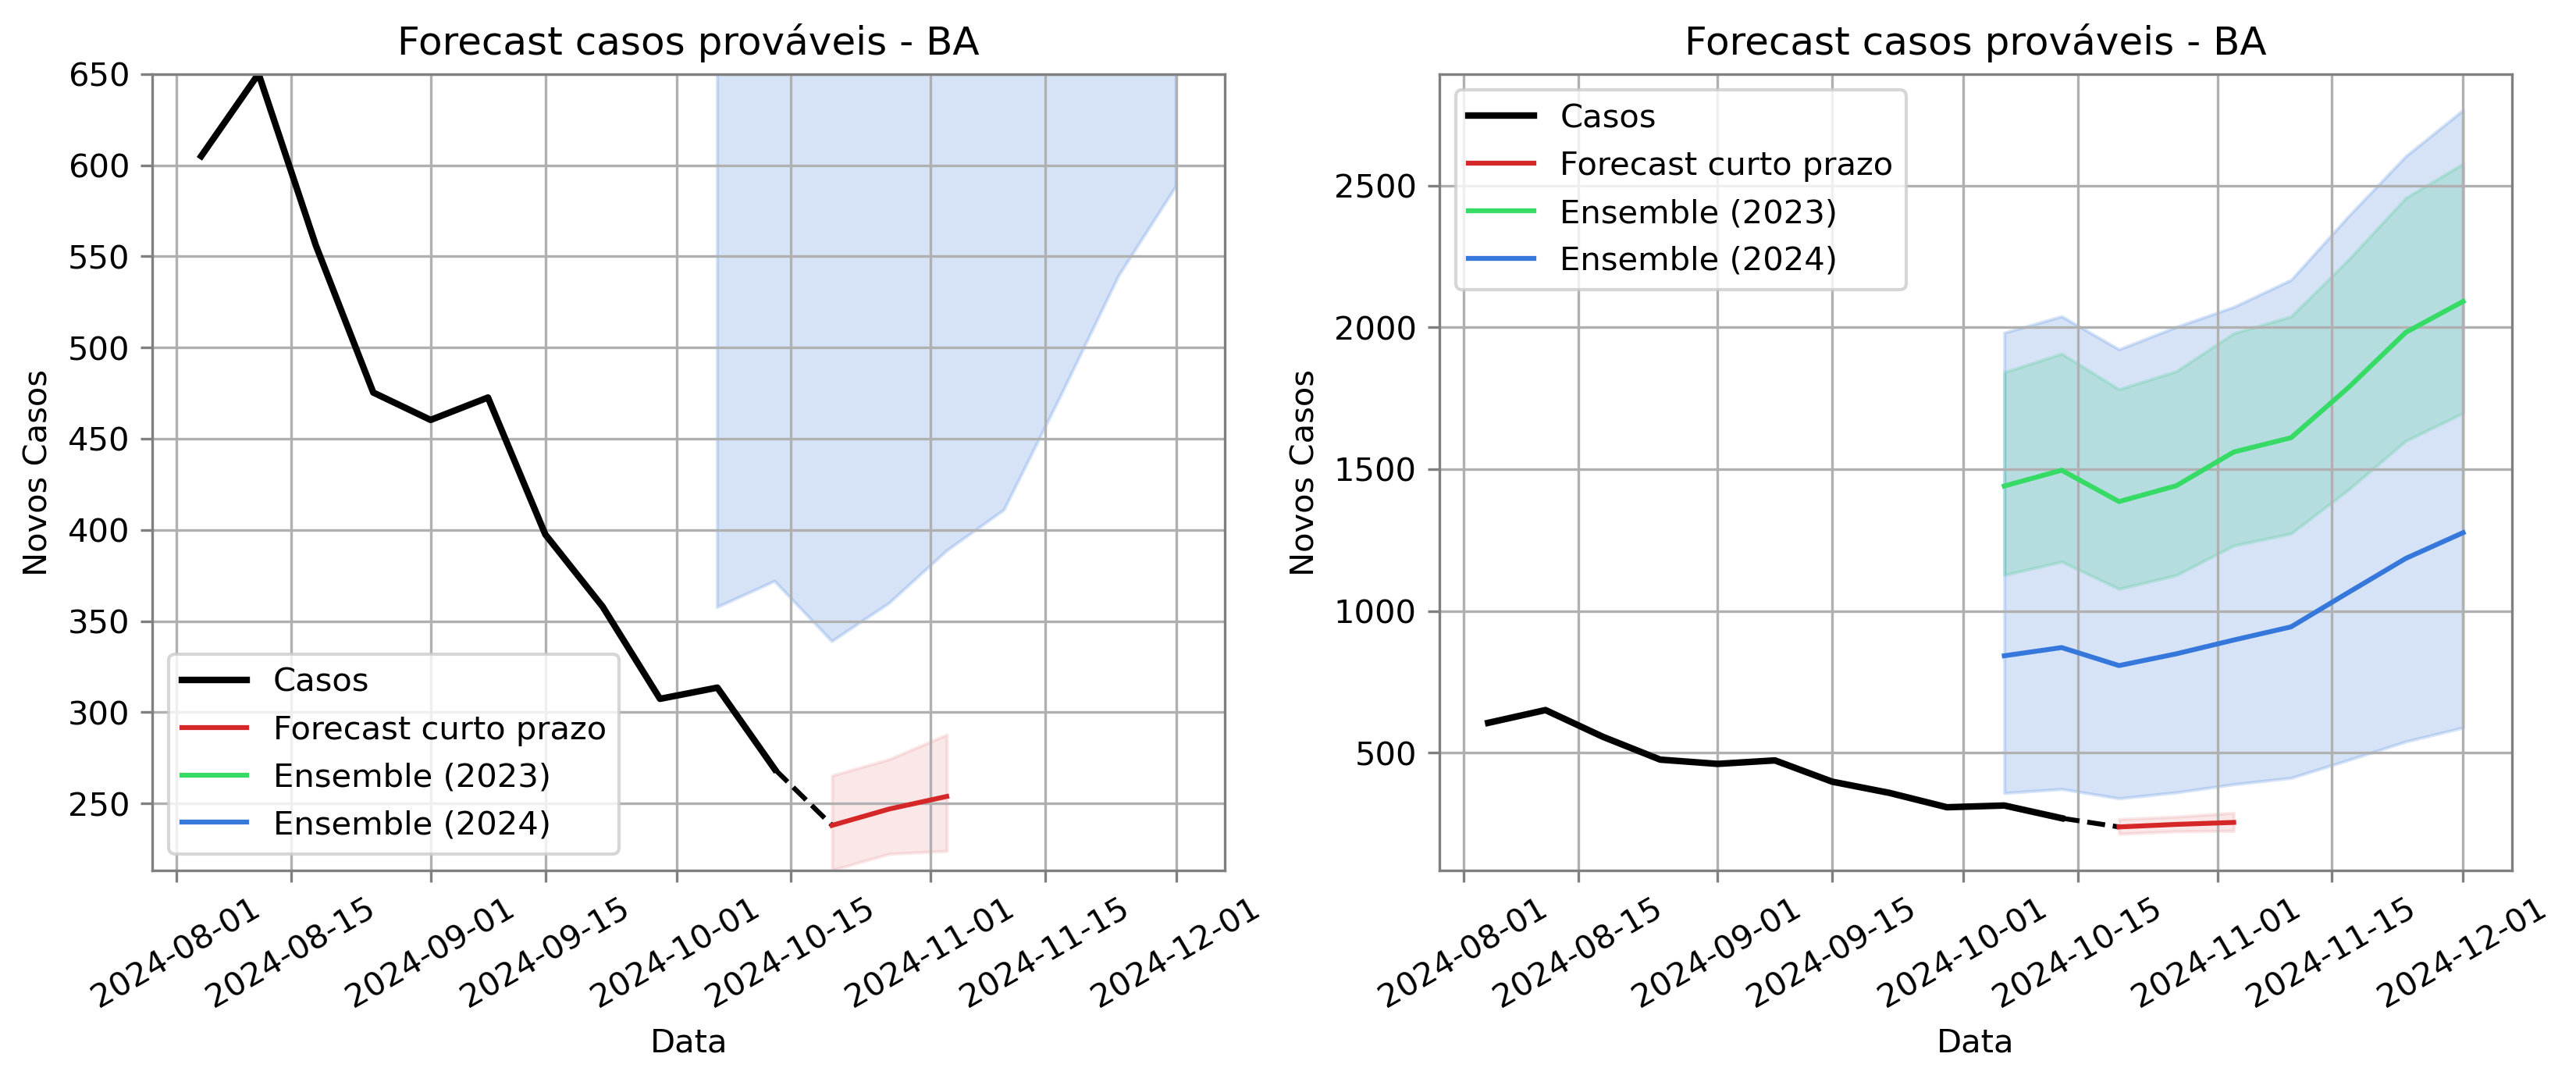 Forecast casos prováveis - BA
650
600
550
500
450
400
350
300
250
Novos Casos
Casos
Forecast curto prazo
Ensemble (2023)
Ensemble (2024)
2024-08-01
2024-08-15
2024-09-01
2024-09-15
2024-10-01
2024-10-15
2024-11-01
2024-11-15
2024-12-01
Data
Forecast casos prováveis - BA
2500
2000
1500
1000
500
Novos Casos
Casos
Forecast curto prazo
Ensemble (2023)
Ensemble (2024)
2024-08-01
2024-08-15
2024-09-01
2024-09-15
2024-10-01
2024-10-15
2024-11-01
2024-11-15
2024-12-01
Data